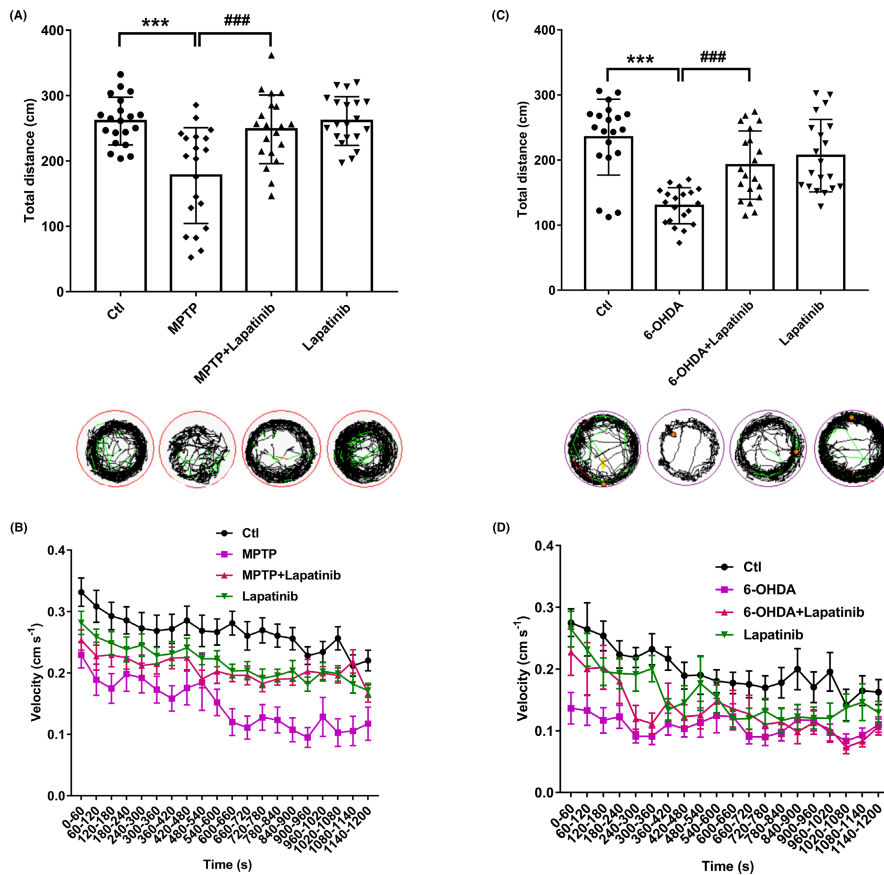 (A)
***
###
Total distance (cm)
400
300
200
100
0
Ctl
MPTP
MPTP+Lapatinib
Lapatinib
(C)
***
###
Total distance (cm)
400
300
200
100
0
Ctl
6-OHDA
6-OHDA+Lapatinib
Lapatinib
(B)
Ctl
MPTP
MPTP+Lapatinib
Lapatinib
Velocity (cm s⁻¹)
0.4
0.3
0.2
0.1
0.0
0-60
60-120
120-180
180-240
240-300
300-360
360-420
420-480
480-540
540-600
600-660
660-720
720-780
780-840
840-900
900-960
960-1020
1020-1080
1080-1140
1140-1200
Time (s)
(D)
Ctl
6-OHDA
6-OHDA+Lapatinib
Lapatinib
Velocity (cm s⁻¹)
0.4
0.3
0.2
0.1
0.0
0-60
60-120
120-180
180-240
240-300
300-360
360-420
420-480
480-540
540-600
600-660
660-720
720-780
780-840
840-900
900-960
960-1020
1020-1080
1080-1140
1140-1200
Time (s)